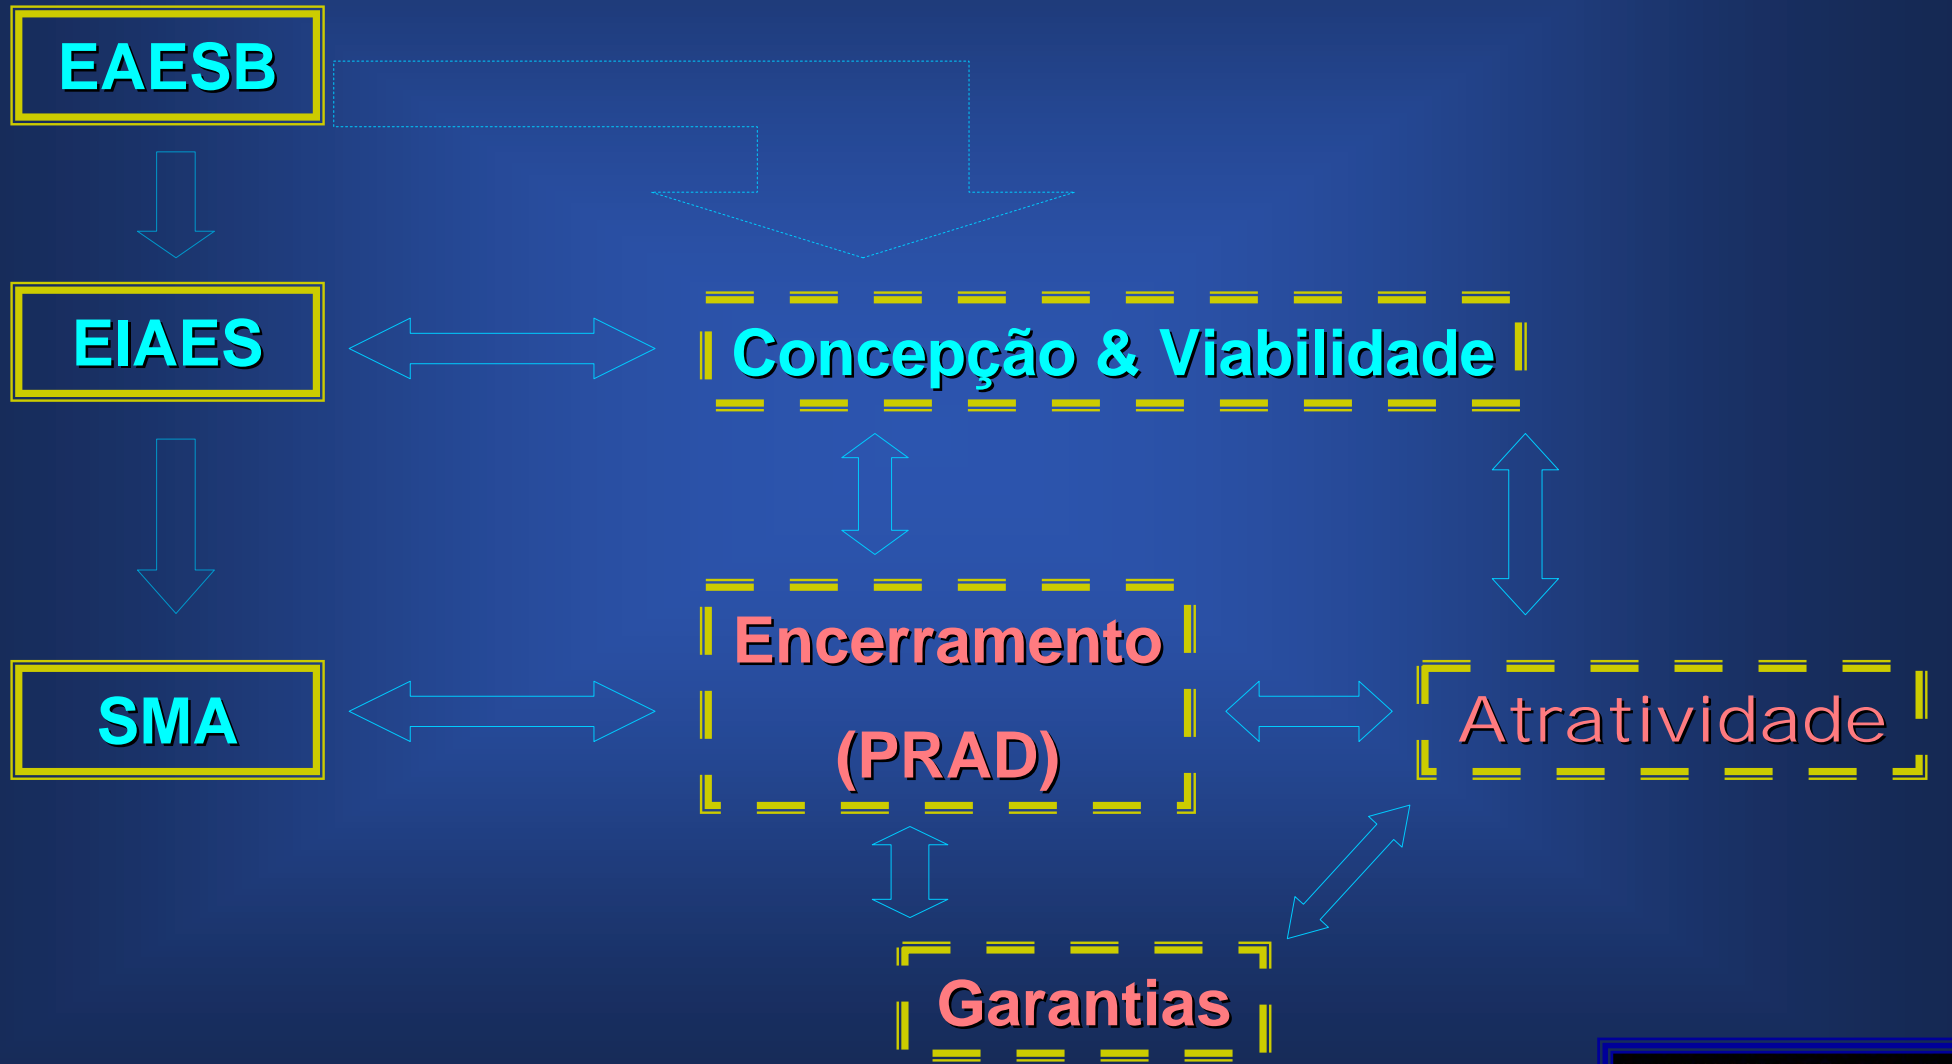 EAESB
EIAES
Concepção & Viabilidade
Encerramento
(PRAD)
SMA
Atratividade
Garantias